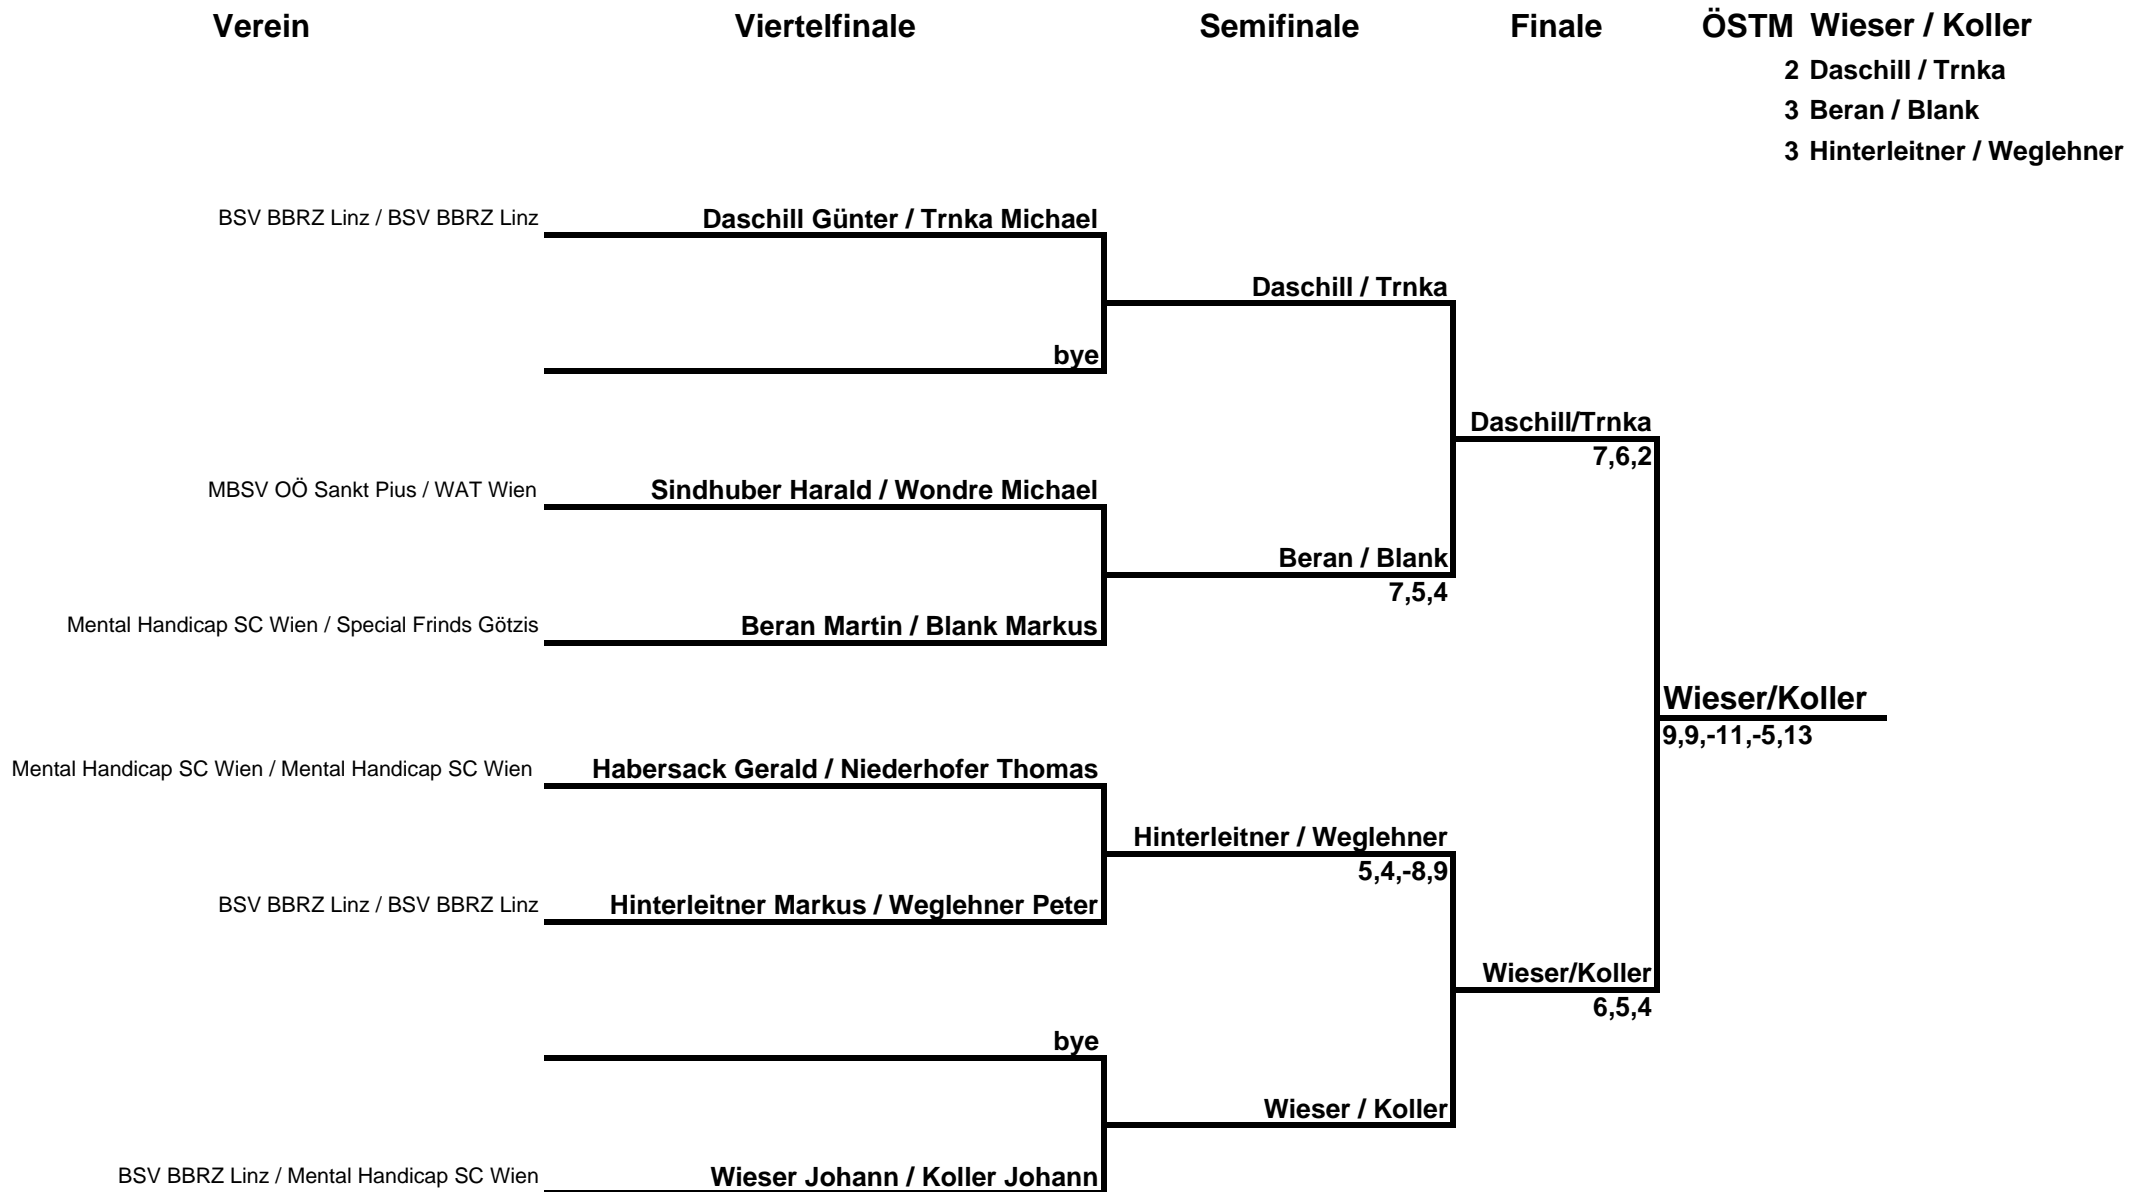 Verein Viertelfinale Semifinale Finale ÖSTM Wieser / Koller
2 Daschill / Trnka
3 Beran / Blank
3 Hinterleitner / Weglehner
BSV BBRZ Linz / BSV BBRZ Linz Daschill Günter / Trnka Michael
Daschill / Trnka
bye
Daschill/Trnka
7,6,2
MBSV OÖ Sankt Pius / WAT Wien Sindhuber Harald / Wondre Michael
Beran / Blank
7,5,4
Mental Handicap SC Wien / Special Frinds Götzis Beran Martin / Blank Markus
Wieser/Koller
9,9,-11,-5,13
Mental Handicap SC Wien / Mental Handicap SC Wien Habersack Gerald / Niederhofer Thomas
Hinterleitner / Weglehner
5,4,-8,9
BSV BBRZ Linz / BSV BBRZ Linz Hinterleitner Markus / Weglehner Peter
Wieser/Koller
6,5,4
bye
Wieser / Koller
BSV BBRZ Linz / Mental Handicap SC Wien Wieser Johann / Koller Johann